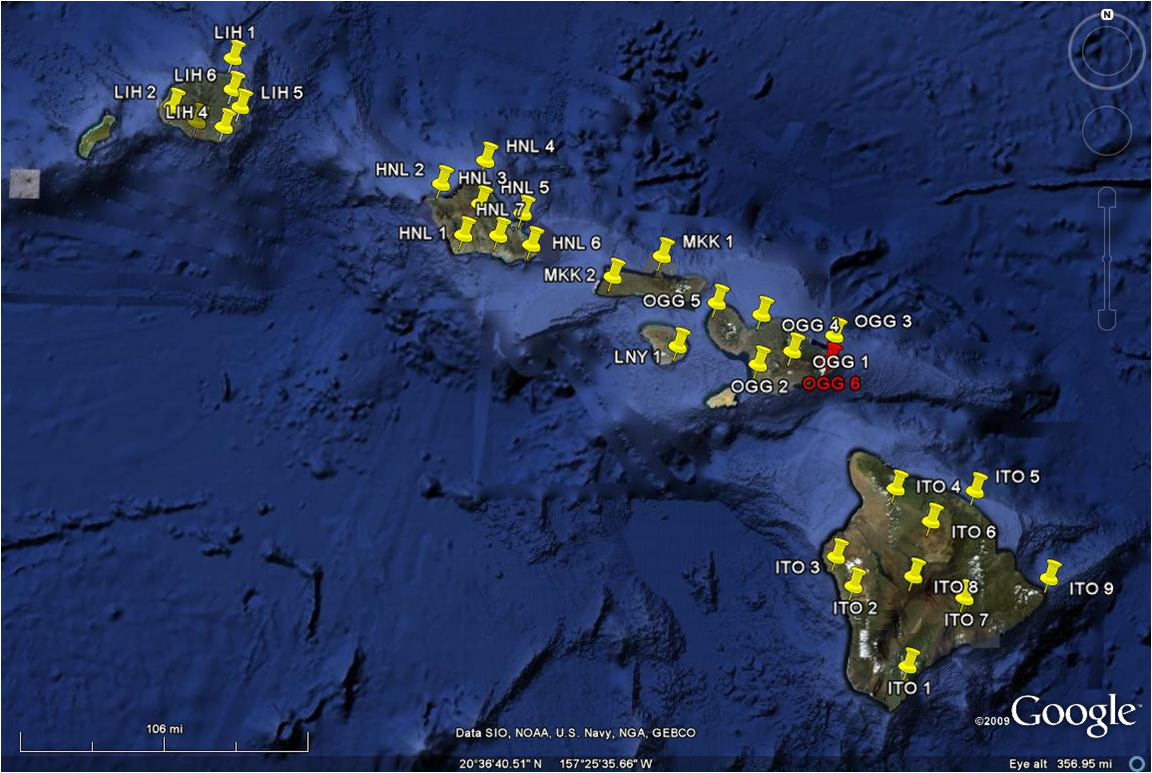 N
LIH 1
LIH 6
LIH 2
LIH 5
LIH 4
HNL 4
HNL 2
HNL 3
HNL 5
HNL 7
HNL 1
HNL 6
MKK 1
MKK 2
OGG 5
OGG 3
OGG 4
LNY 1
OGG 1
OGG 2
OGG 6
ITO 5
ITO 4
ITO 6
ITO 3
ITO 8
ITO 9
ITO 2
ITO 7
ITO 1
©2009 Google™
106 mi
Data SIO, NOAA, U.S. Navy, NGA, GEBCO
20°36'40.51" N 157°25'35.66" W
Eye alt 356.95 mi